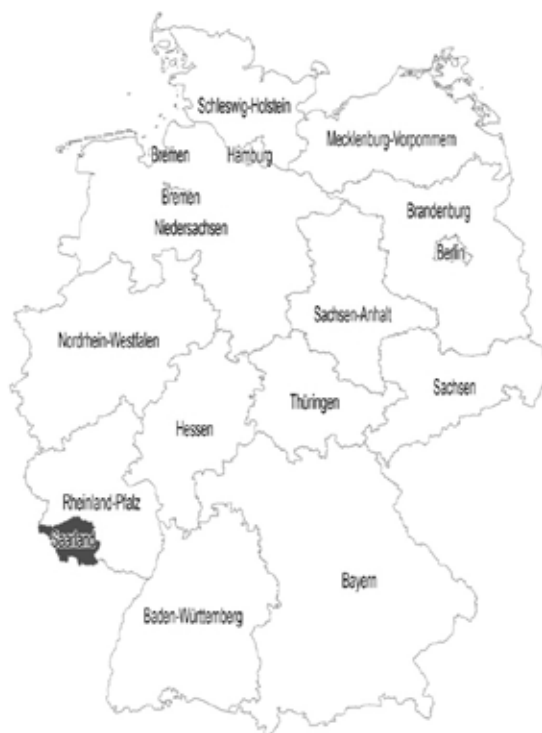 Schleswig-Holstein
Mecklenburg-Vorpommern
Bremen
Hamburg
Bremen
Brandenburg
Niedersachsen
Berlin
Sachsen-Anhalt
Nordrhein-Westfalen
Sachsen
Thüringen
Hessen
Rheinland-Pfalz
Saarland
Bayern
Baden-Württemberg